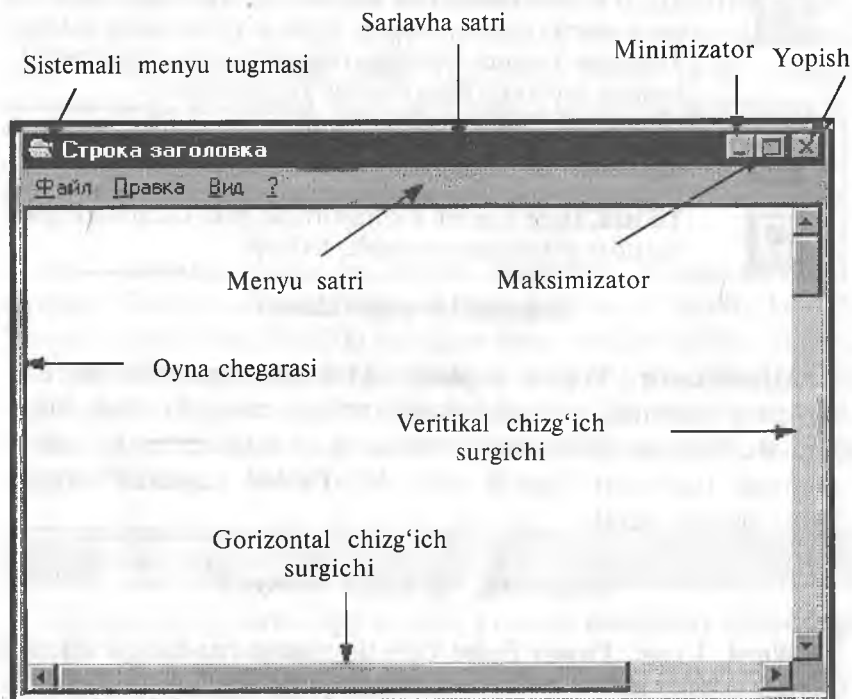 Sarlavha satri
Minimizator
Yopish
Sistemali menyu tugmasi
Строка заголовка
Файл Правка Вид ?
Menyu satri
Maksimizator
Oyna chegarasi
Veritikal chizg‘ich
surgichi
Gorizontal chizg‘ich
surgichi